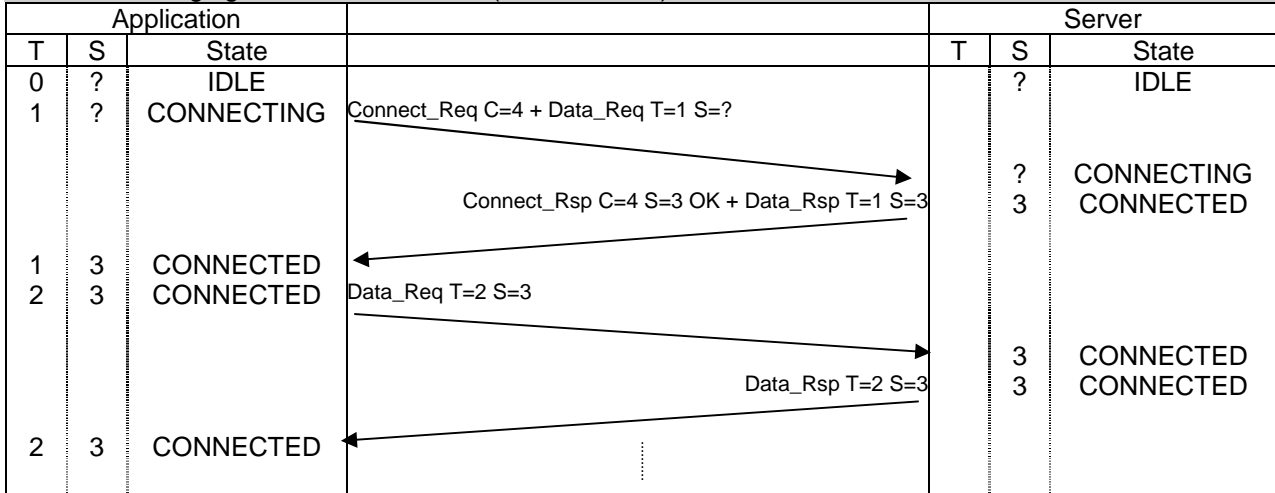 Application Server
T S State T S State
0 ? IDLE ? IDLE
1 ? CONNECTING Connect_Req C=4 + Data_Req T=1 S=?
? CONNECTING
Connect_Rsp C=4 S=3 OK + Data_Rsp T=1 S=3 3 CONNECTED
1 3 CONNECTED
2 3 CONNECTED Data_Req T=2 S=3
3 CONNECTED
Data_Rsp T=2 S=3 3 CONNECTED
2 3 CONNECTED